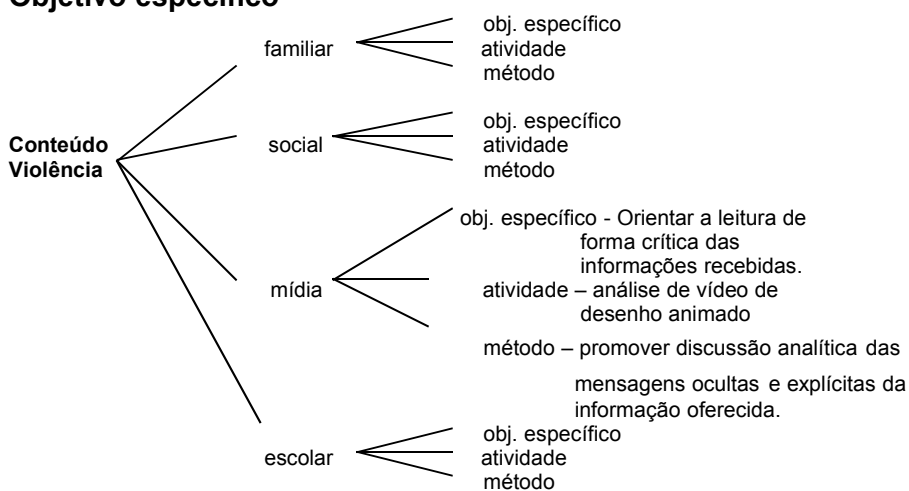 Objetivo específico
obj. específico
familiar
atividade
método
obj. específico
Conteúdo
social
atividade
Violência
método
obj. específico - Orientar a leitura de
forma crítica das
informações recebidas.
mídia
atividade – análise de vídeo de
desenho animado
método – promover discussão analítica das
mensagens ocultas e explícitas da
informação oferecida.
obj. específico
escolar
atividade
método